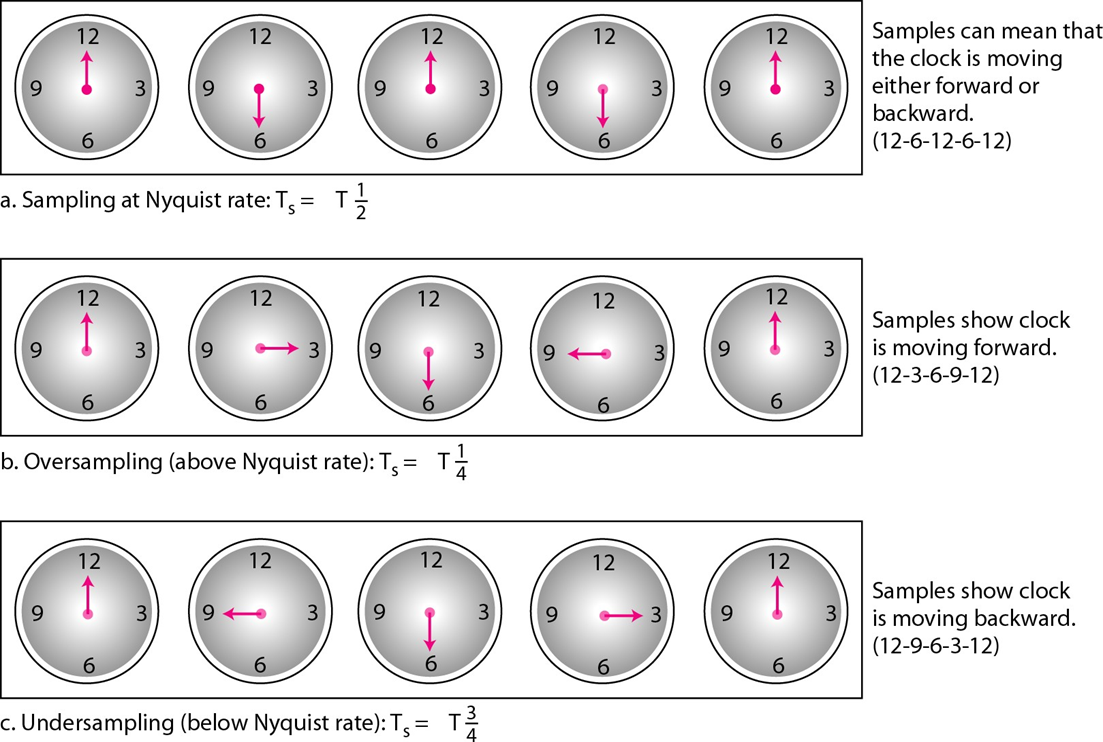 12 12 12 12 12
9 3 9 3 9 3 9 3 9 3
6 6 6 6 6
Samples can mean that
the clock is moving
either forward or
backward.
(12-6-12-6-12)
a. Sampling at Nyquist rate: Ts = T 1/2
12 12 12 12 12
9 3 9 3 9 3 9 3 9 3
6 6 6 6 6
Samples show clock
is moving forward.
(12-3-6-9-12)
b. Oversampling (above Nyquist rate): Ts = T 1/4
12 12 12 12 12
9 3 9 3 9 3 9 3 9 3
6 6 6 6 6
Samples show clock
is moving backward.
(12-9-6-3-12)
c. Undersampling (below Nyquist rate): Ts = T 3/4